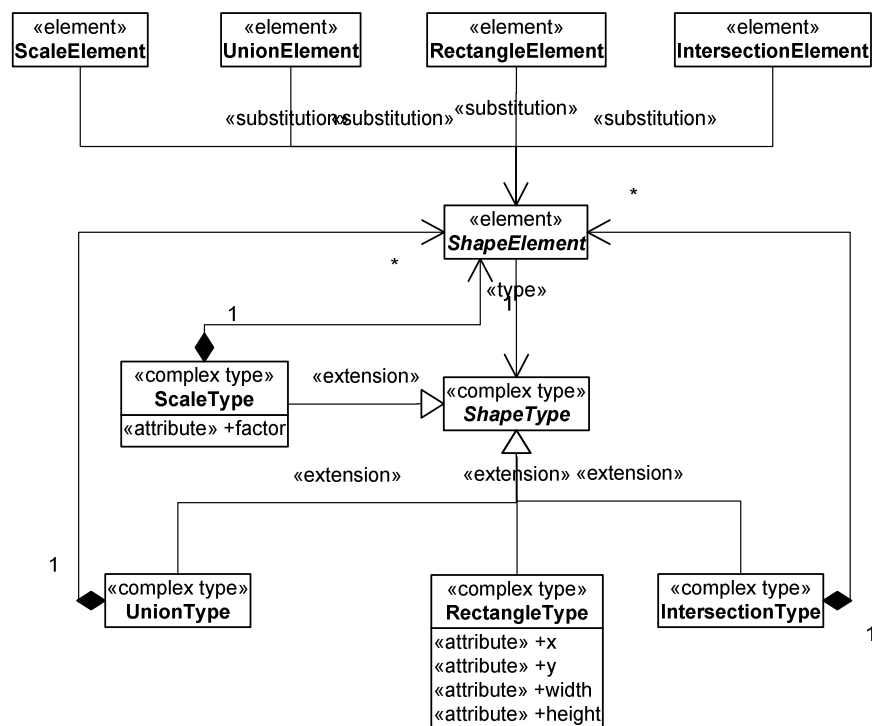 «element»
ScaleElement
«element»
UnionElement
«element»
RectangleElement
«element»
IntersectionElement
«substitution»
«substitution»
«substitution»
«substitution»
*
«element»
ShapeElement
*
«type»
1
1
«complex type»
ScaleType
«attribute» +factor
«extension»
«complex type»
ShapeType
«extension»
«extension»
«extension»
1
«complex type»
UnionType
«complex type»
RectangleType
«attribute» +x
«attribute» +y
«attribute» +width
«attribute» +height
«complex type»
IntersectionType
1